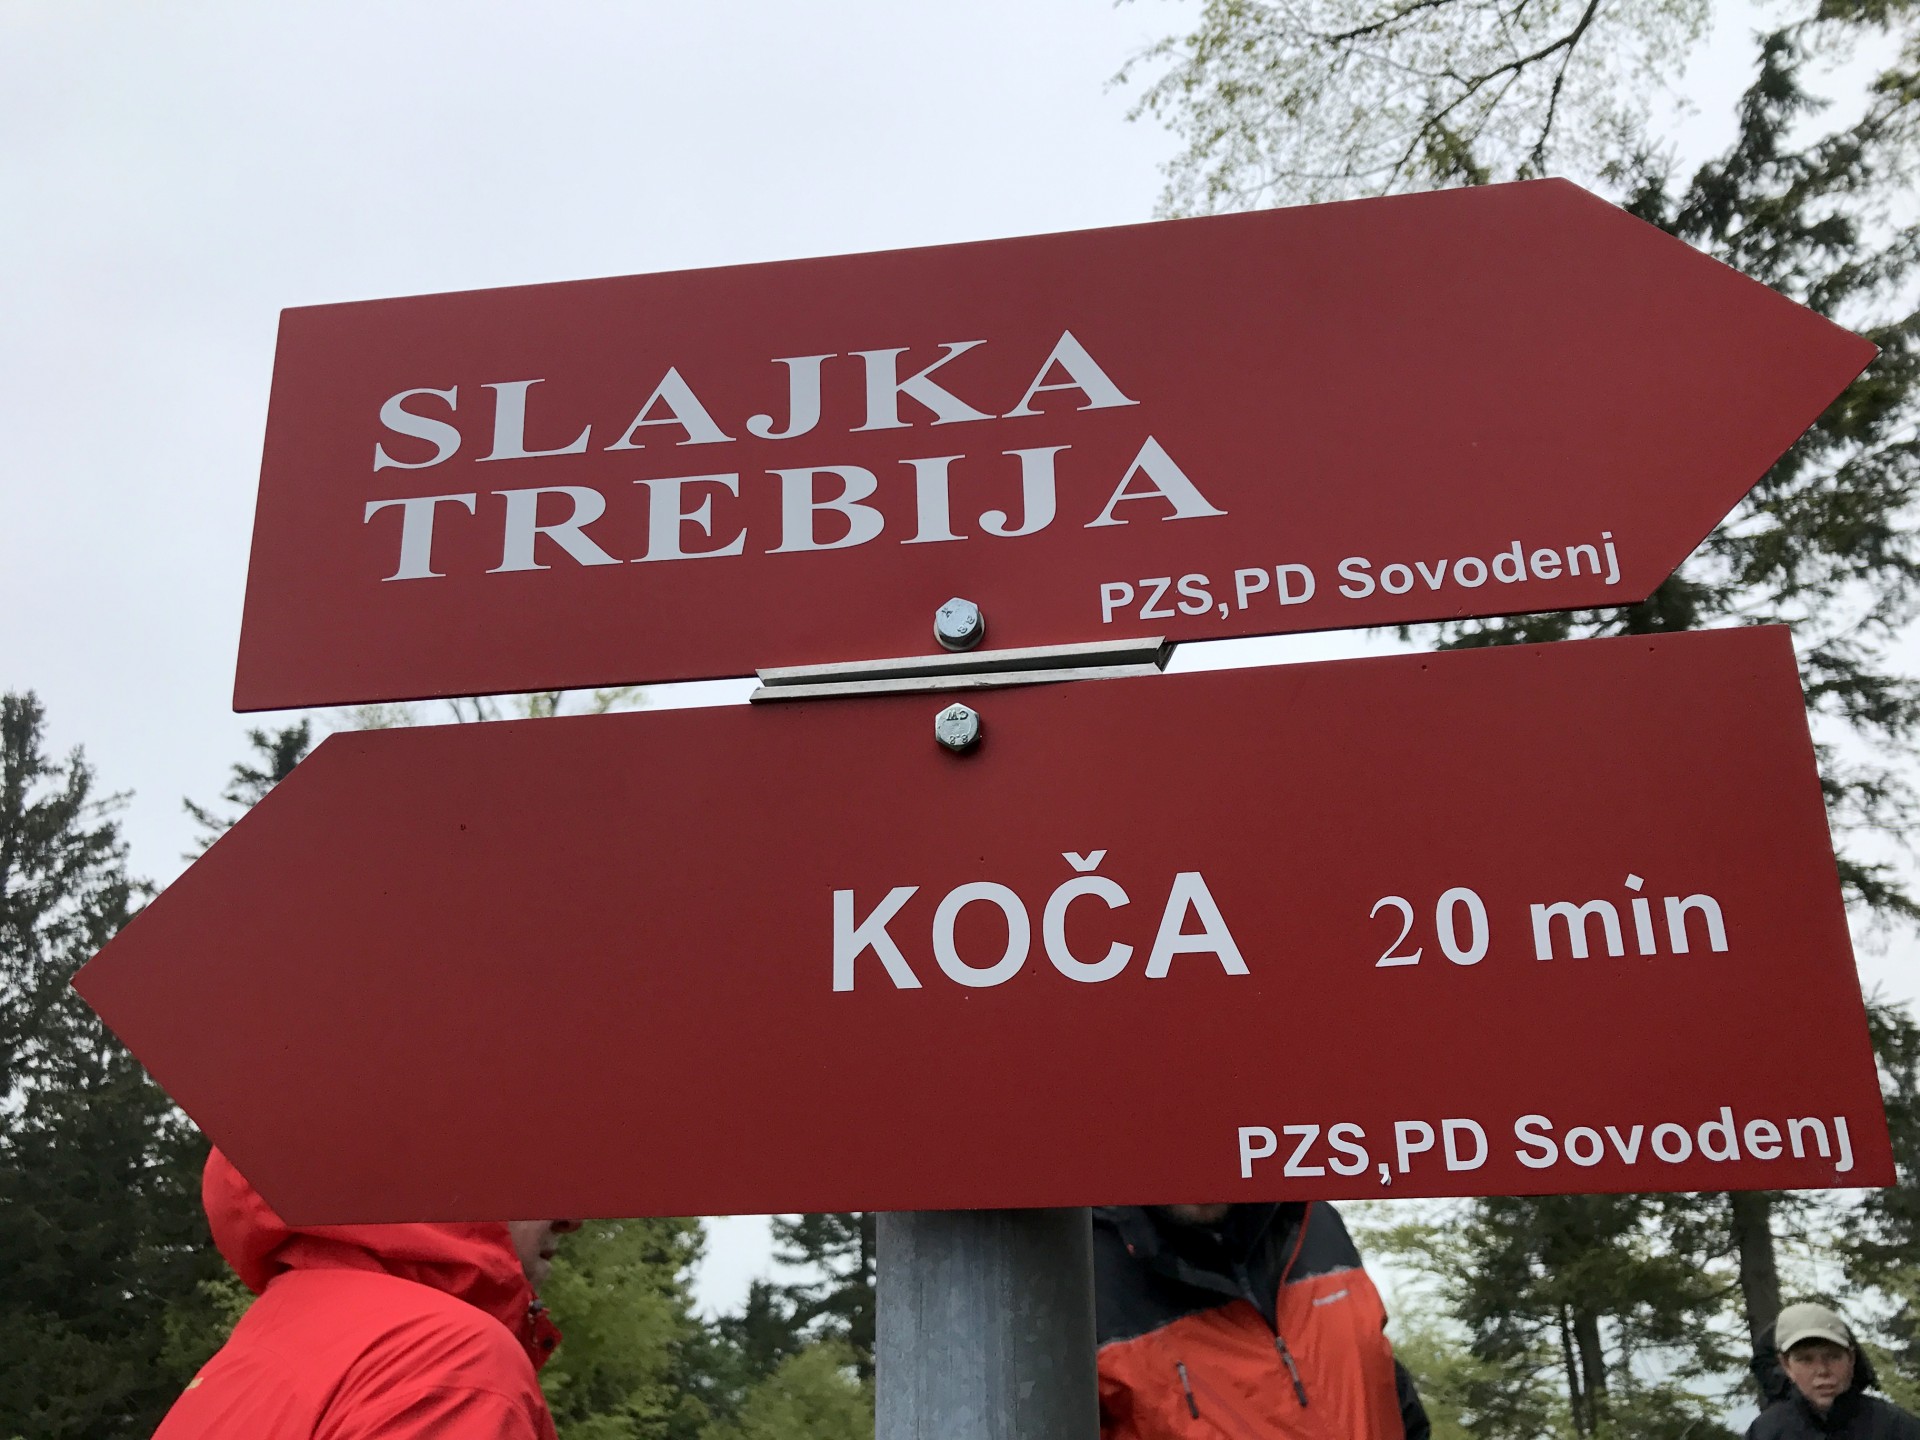 SLAJKA
TREBIJA
PZS,PD Sovodenj
KOČA 20 min
PZS,PD Sovodenj